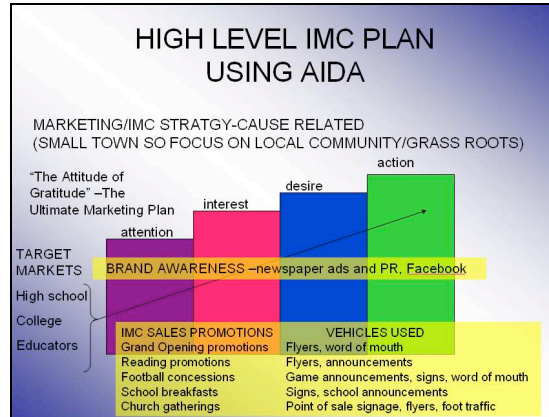 HIGH LEVEL IMC PLAN
USING AIDA
MARKETING/IMC STRATGY-CAUSE RELATED
(SMALL TOWN SO FOCUS ON LOCAL COMMUNITY/GRASS ROOTS)
"The Attitude of
Gratitude" –The
Ultimate Marketing Plan
attention
interest
desire
action
TARGET
MARKETS
BRAND AWARENESS –newspaper ads and PR, Facebook
High school
College
Educators
IMC SALES PROMOTIONS VEHICLES USED
Grand Opening promotions Flyers, word of mouth
Reading promotions Flyers, announcements
Football concessions Game announcements, signs, word of mouth
School breakfasts Signs, school announcements
Church gatherings Point of sale signage, flyers, foot traffic